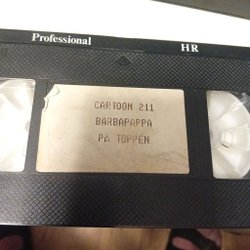 Professional HR
CARTOON 211
BARBAPAPPA
PÅ TOPPEN